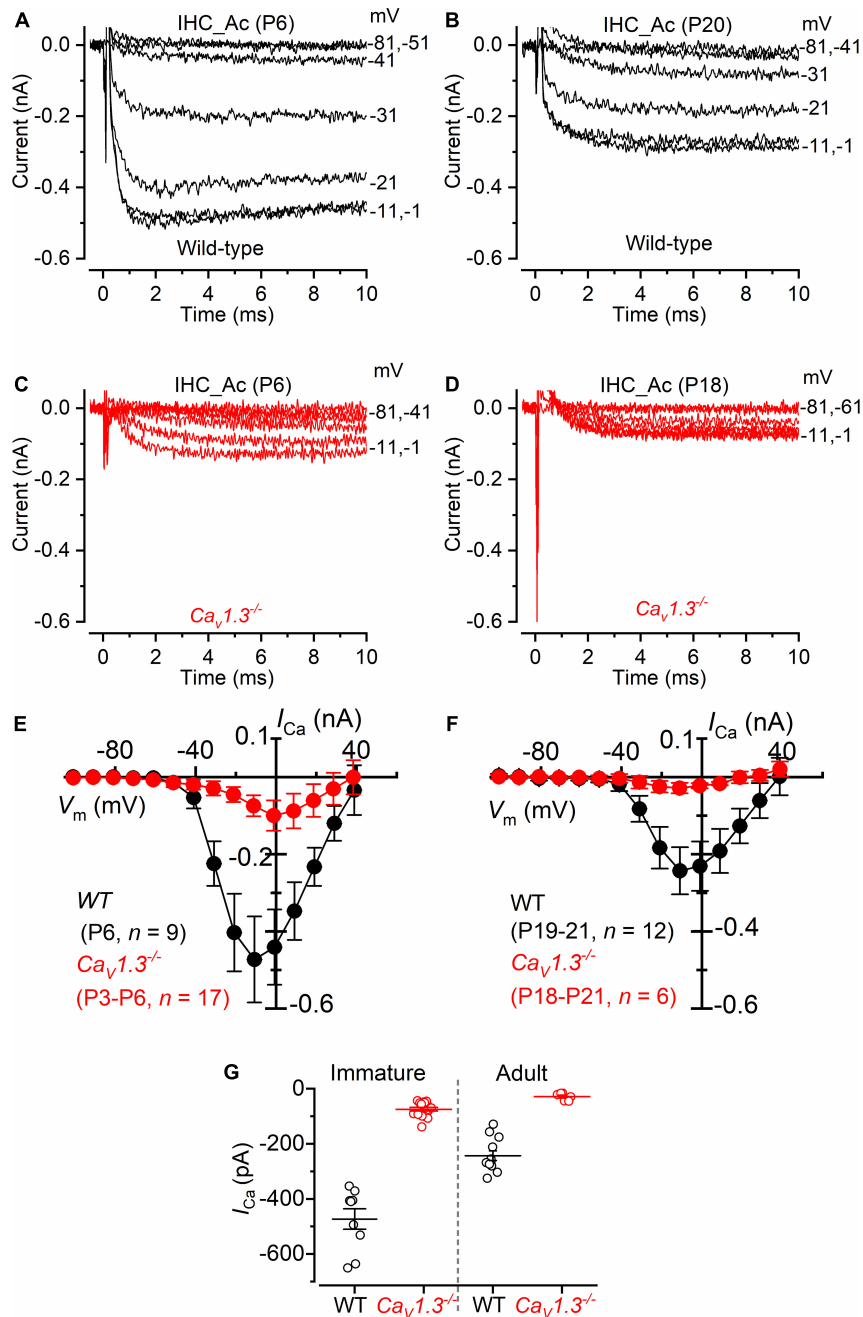 A
IHC_Ac (P6)
mV
0.0
-0.2
-0.4
-0.6
Current (nA)
-81,-51
-41
-31
-21
-11,-1
Wild-type
0 2 4 6 8 10
Time (ms)
B
IHC_Ac (P20)
mV
0.0
-0.2
-0.4
-0.6
Current (nA)
-81,-41
-31
-21
-11,-1
Wild-type
0 2 4 6 8 10
Time (ms)
C
IHC_Ac (P6)
mV
0.0
-0.2
-0.4
-0.6
Current (nA)
-81,-41
-11,-1
Cav1.3-/-
0 2 4 6 8 10
Time (ms)
D
IHC_Ac (P18)
mV
0.0
-0.2
-0.4
-0.6
Current (nA)
-81,-61
-11,-1
Cav1.3-/-
0 2 4 6 8 10
Time (ms)
E
ICa (nA)
0.1
-80 -40 40
Vm (mV)
-0.2
-0.6
WT
(P6, n = 9)
CaV1.3-/-
(P3-P6, n = 17)
F
ICa (nA)
0.1
-80 -40 40
Vm (mV)
-0.4
-0.6
WT
(P19-21, n = 12)
CaV1.3-/-
(P18-P21, n = 6)
G
Immature Adult
0
-200
-400
-600
ICa (pA)
WT CaV1.3-/- WT CaV1.3-/-